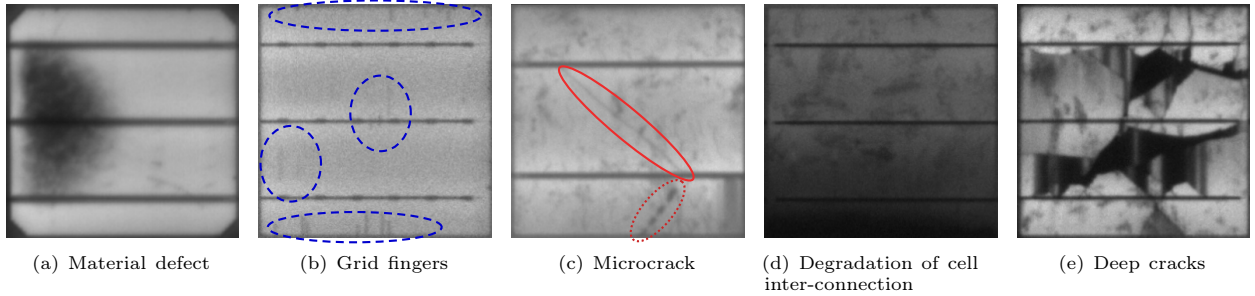 (a) Material defect
(b) Grid fingers
(c) Microcrack
(d) Degradation of cell
inter-connection
(e) Deep cracks